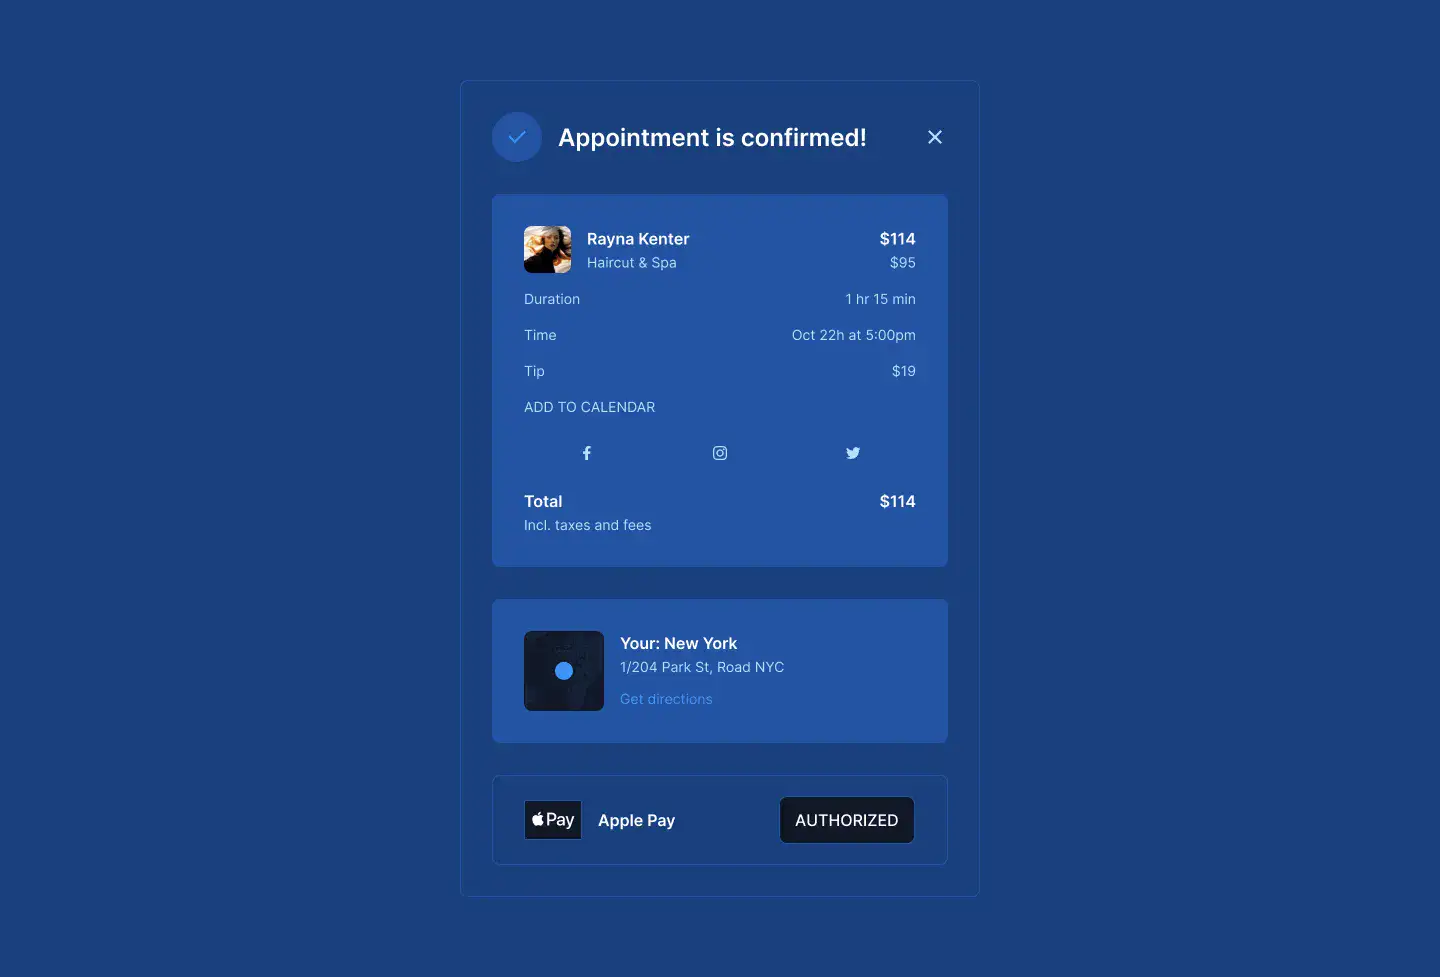 Appointment is confirmed!
Rayna Kenter $114
Haircut & Spa $95
Duration 1 hr 15 min
Time Oct 22h at 5:00pm
Tip $19
ADD TO CALENDAR
Total $114
Incl. taxes and fees
Your: New York
1/204 Park St, Road NYC
Get directions
Pay Apple Pay AUTHORIZED